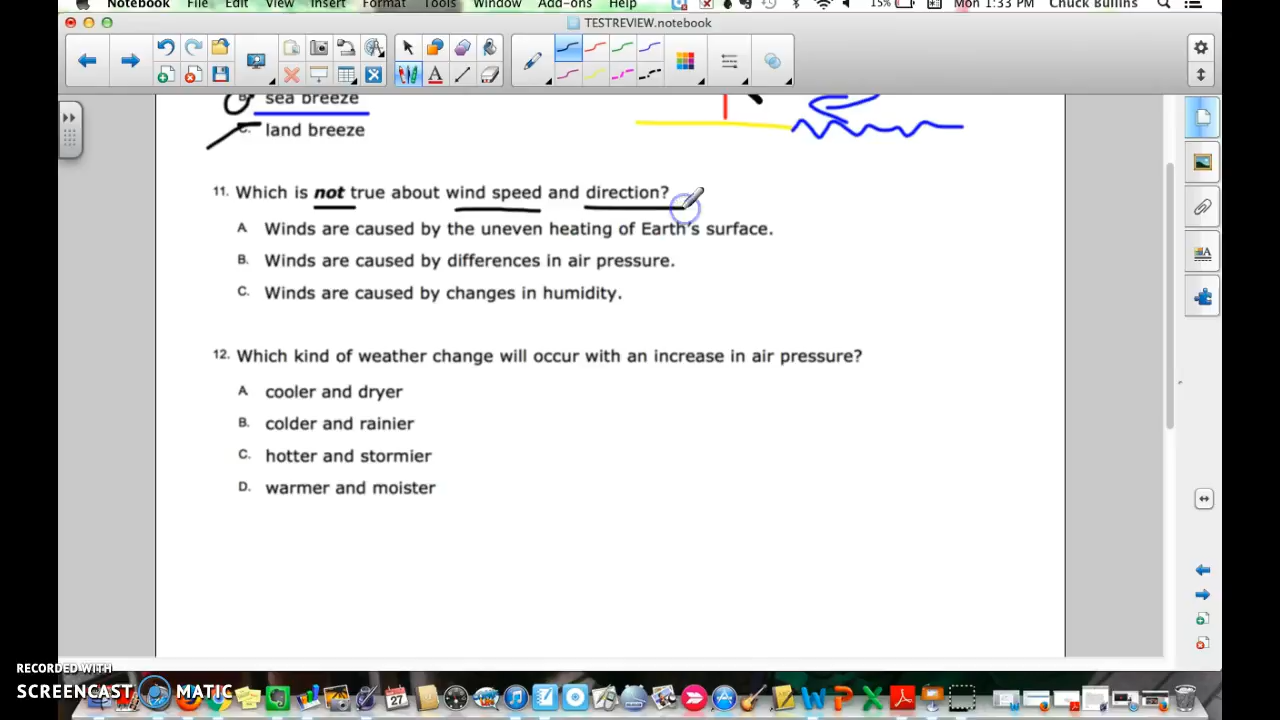 Notebook File Edit View Insert Format Tools Window Add-ons Help 15% Mon 1:33 PM Chuck Bullins
TESTREVIEW.notebook
B. sea breeze
C. land breeze
11. Which is not true about wind speed and direction?
A Winds are caused by the uneven heating of Earth's surface.
B. Winds are caused by differences in air pressure.
C. Winds are caused by changes in humidity.
12. Which kind of weather change will occur with an increase in air pressure?
A cooler and dryer
B. colder and rainier
C. hotter and stormier
D. warmer and moister
RECORDED WITH
SCREENCAST MATIC